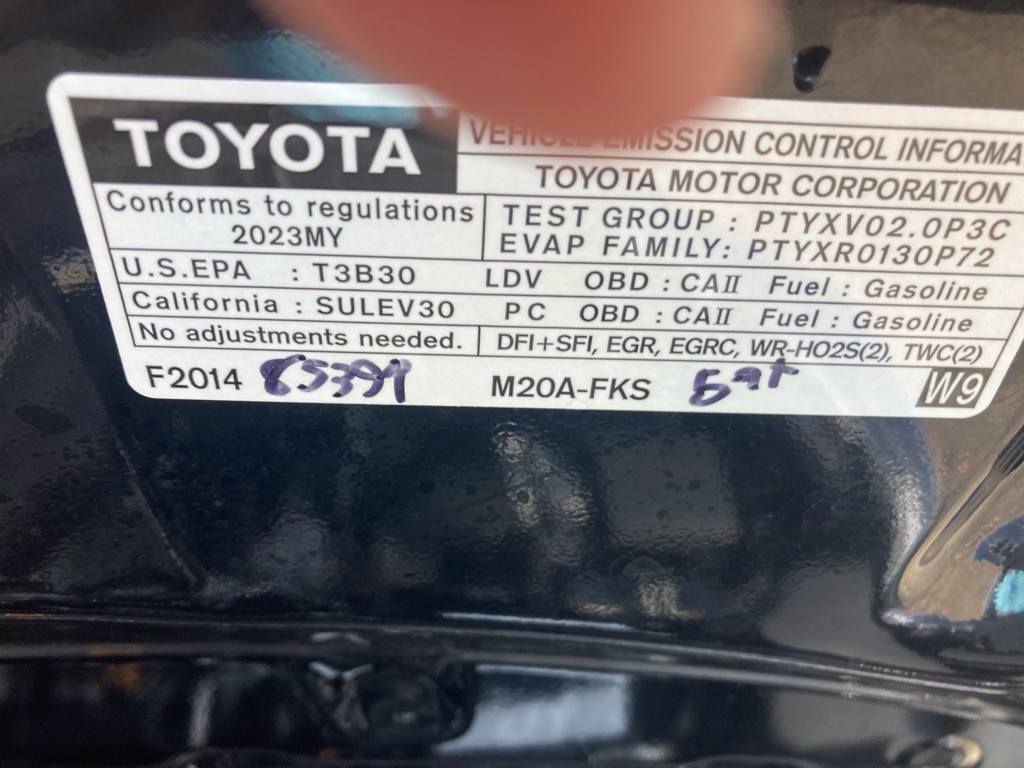 TOYOTA
VEHICLE EMISSION CONTROL INFORMA
TOYOTA MOTOR CORPORATION
Conforms to regulations
2023MY
TEST GROUP : PTYXV02.0P3C
EVAP FAMILY: PTYXR0130P72
U.S.EPA : T3B30 LDV OBD : CAII Fuel : Gasoline
California : SULEV30 PC OBD : CAII Fuel : Gasoline
No adjustments needed. DFI+SFI, EGR, EGRC, WR-HO2S(2), TWC(2)
F2014 M20A-FKS W9